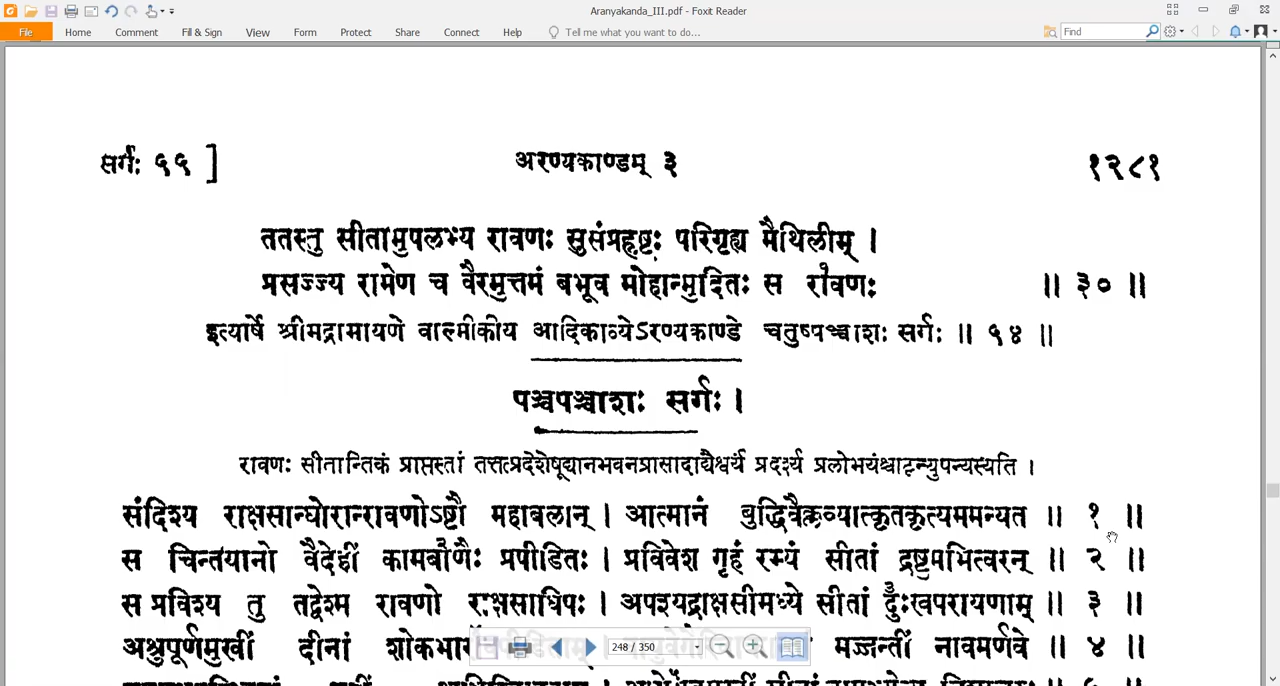 Aranyakanda_III.pdf - Foxit Reader
File Home Comment Fill & Sign View Form Protect Share Connect Help Tell me what you want to do... Find
सर्गः ५५ ] अरण्यकाण्डम् ३ १२८१
ततस्तु सीतामुपलभ्य रावणः सुसंप्रहृष्टः परिगृह्य मैथिलीम् ।
प्रसज्ज्य रामेण च वैरमुत्तमं बभूव मोहान्मुदितः स रावणः ॥ ३० ॥
इत्यार्षे श्रीमद्रामायणे वाल्मीकीय आदिकाव्येऽरण्यकाण्डे चतुष्पञ्चाशः सर्गः ॥ ५४ ॥
पञ्चपञ्चाशः सर्गः ।
रावणः सीतान्तिकं प्राप्तस्तां तत्तत्प्रदेशेषूद्यानभवनप्रासादाद्यैश्वर्यं प्रदर्श्य प्रलोभयंश्चाटून्युपन्यस्यति ।
संदिश्य राक्षसान्घोरान्रावणोऽष्टौ महाबलान् । आत्मानं बुद्धिवैक्लव्यात्कृतकृत्यममन्यत ॥ १ ॥
स चिन्तयानो वैदेहीं कामबाणैः प्रपीडितः । प्रविवेश गृहं रम्यं सीतां द्रष्टुमभित्वरन् ॥ २ ॥
स प्रविश्य तु तद्वेश्म रावणो राक्षसाधिपः । अपश्यद्राक्षसीमध्ये सीतां दुःखपरायणाम् ॥ ३ ॥
अश्रुपूर्णमुखीं दीनां मज्जन्तीं नावमर्णवे ॥ ४ ॥
248 / 350